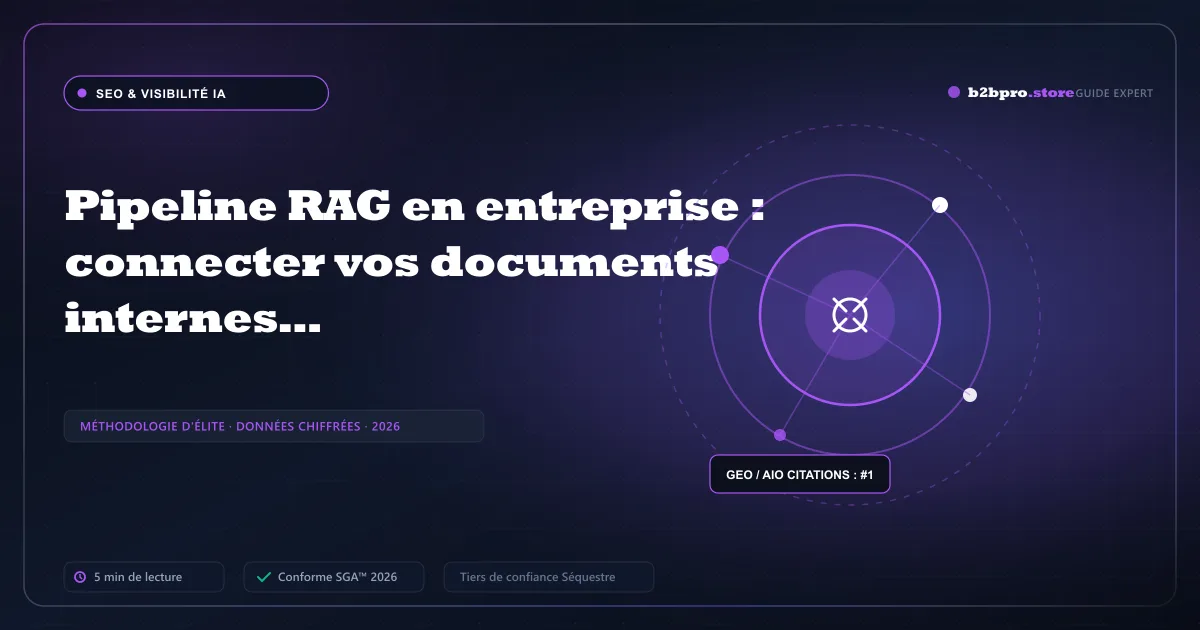 SEO & VISIBILITÉ IA
b2bpro.store GUIDE EXPERT
Pipeline RAG en entreprise :
connecter vos documents
internes...
MÉTHODOLOGIE D'ÉLITE · DONNÉES CHIFFRÉES · 2026
GEO / AIO CITATIONS : #1
5 min de lecture
Conforme SGA™ 2026
Tiers de confiance Séquestre